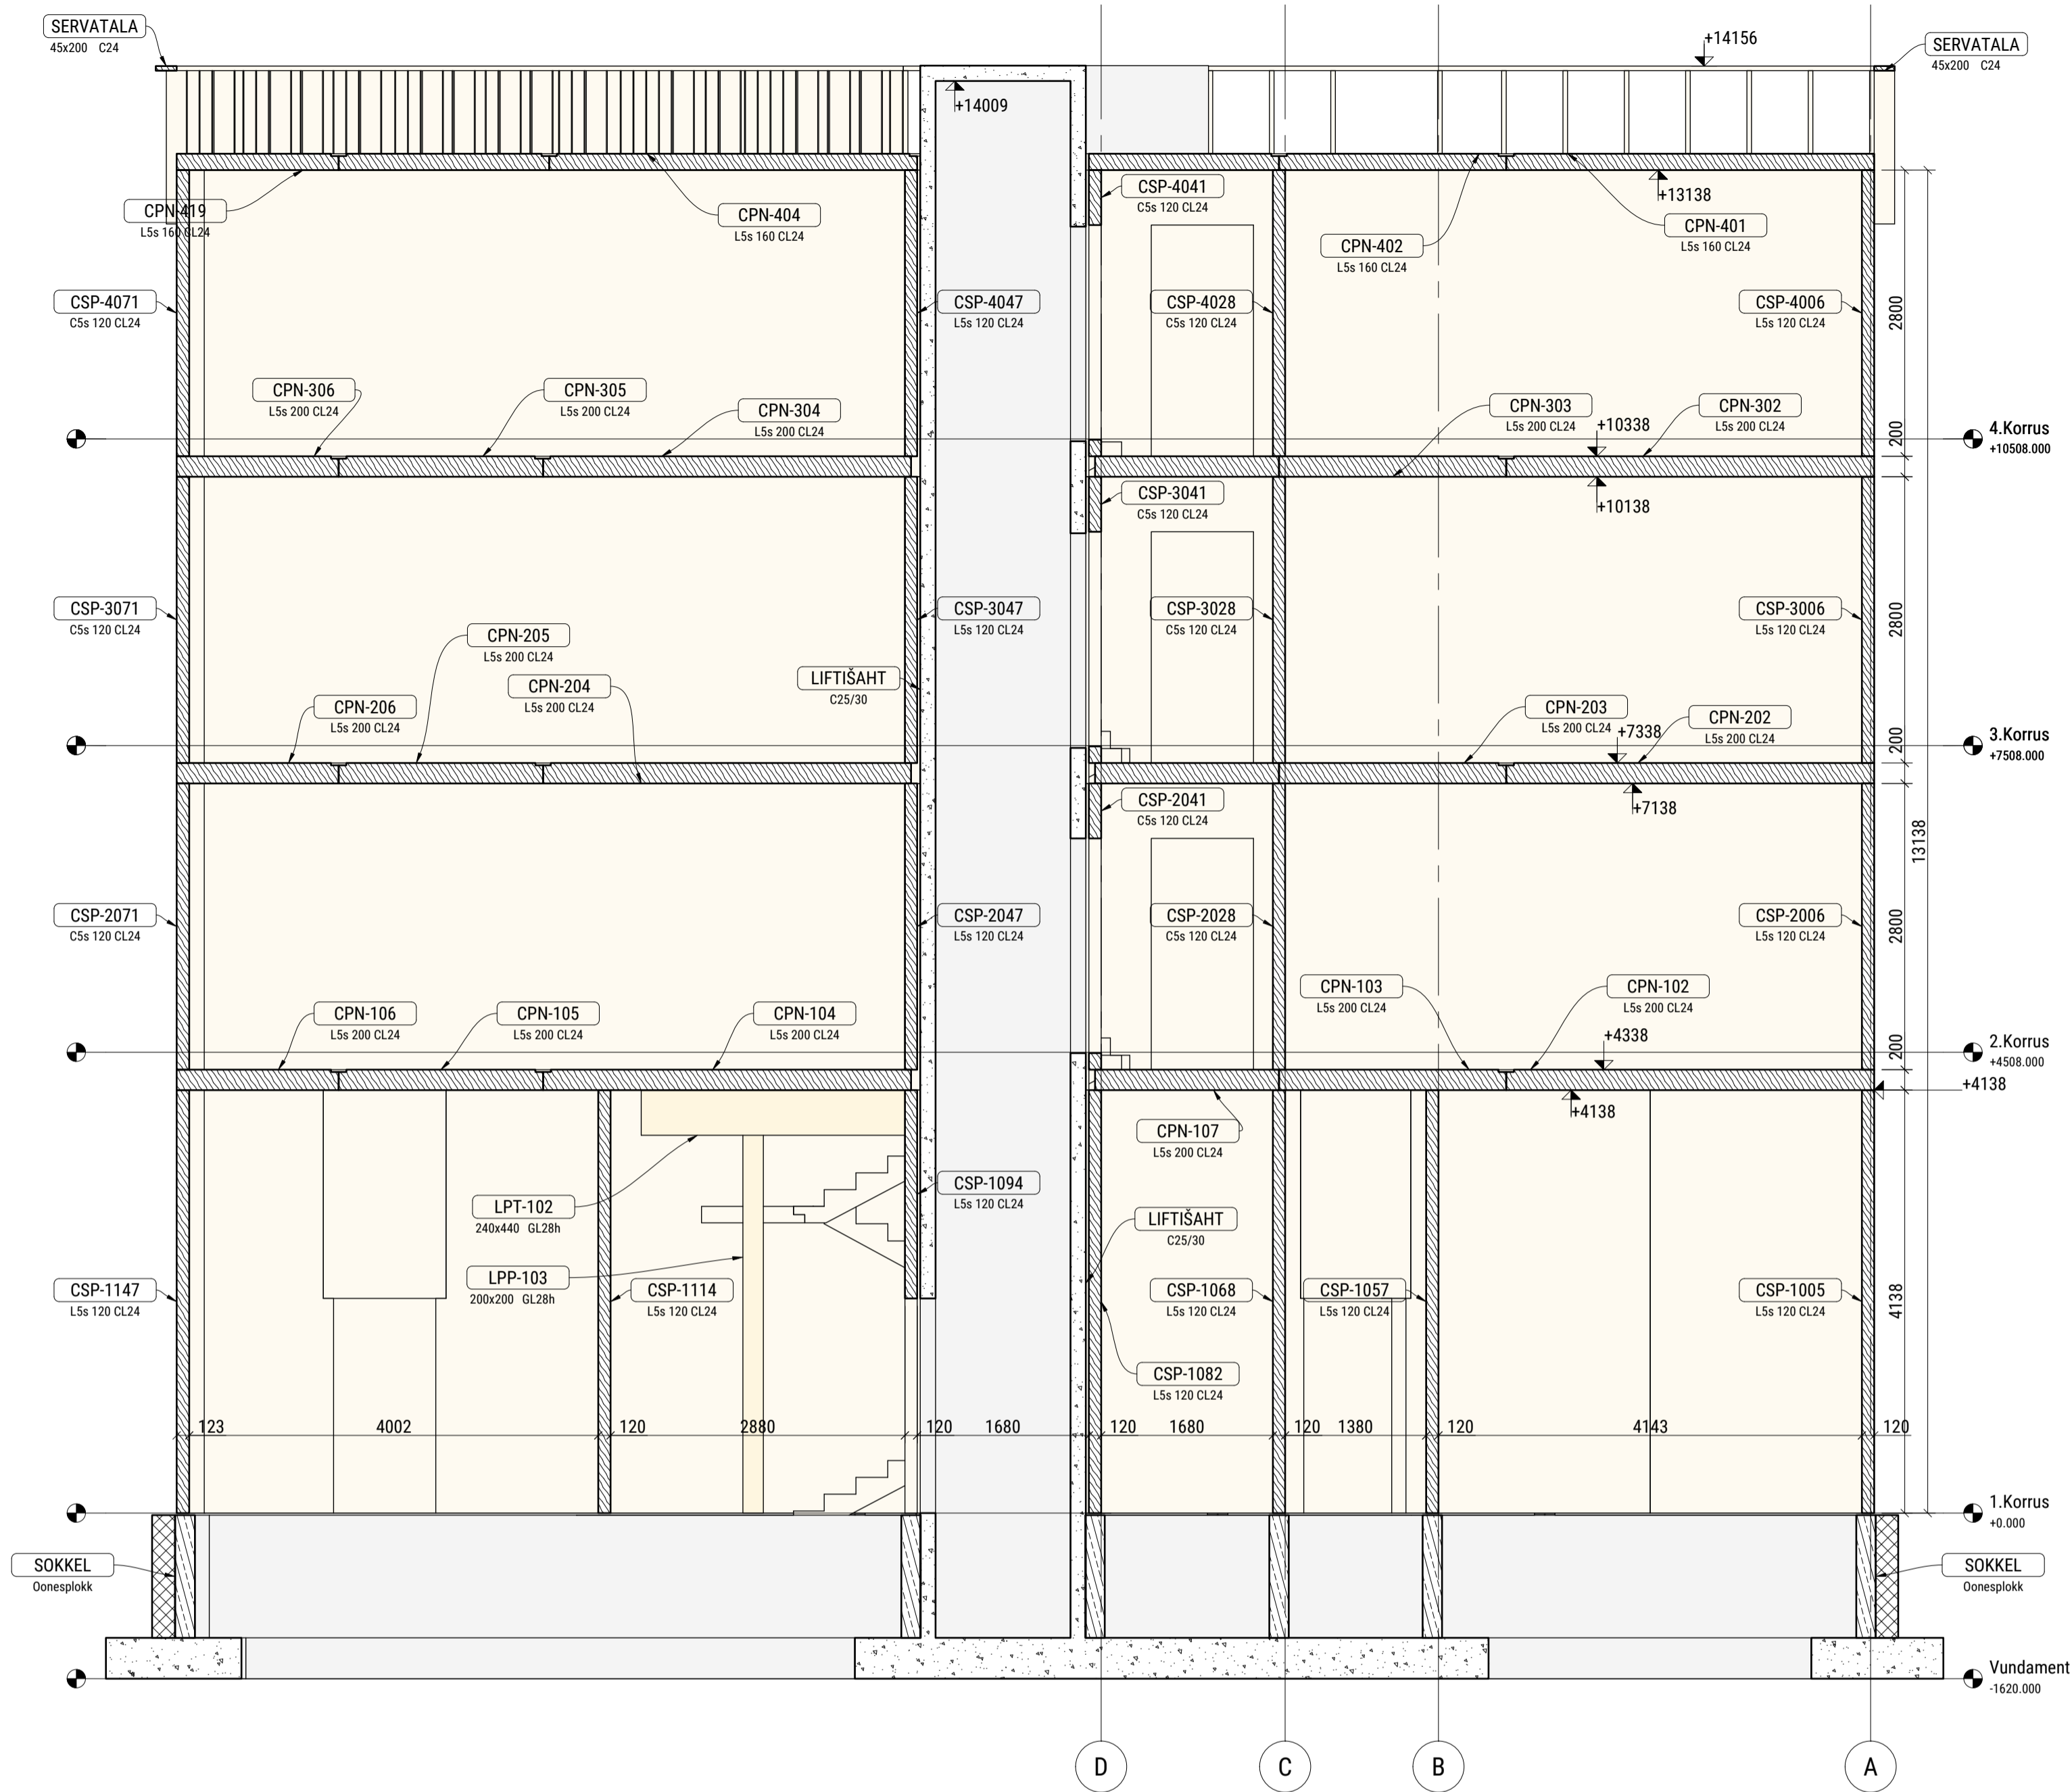 SERVATALA
45x200 C24
+14156
SERVATALA
45x200 C24
+14009
CPN-419
L5s 160 CL24
CPN-404
L5s 160 CL24
CSP-4041
C5s 120 CL24
+13138
CPN-402
L5s 160 CL24
CPN-401
L5s 160 CL24
CSP-4071
C5s 120 CL24
CSP-4047
L5s 120 CL24
CSP-4028
C5s 120 CL24
CSP-4006
L5s 120 CL24
2800
CPN-306
L5s 200 CL24
CPN-305
L5s 200 CL24
CPN-304
L5s 200 CL24
CPN-303
L5s 200 CL24
CPN-302
L5s 200 CL24
+10338
200
4.Korrus
+10508.000
CSP-3041
C5s 120 CL24
+10138
CSP-3071
C5s 120 CL24
CSP-3047
L5s 120 CL24
CSP-3028
C5s 120 CL24
CSP-3006
L5s 120 CL24
2800
CPN-205
L5s 200 CL24
LIFTIŠAHT
C25/30
CPN-204
L5s 200 CL24
CPN-206
L5s 200 CL24
CPN-203
L5s 200 CL24
CPN-202
L5s 200 CL24
+7338
200
3.Korrus
+7508.000
CSP-2041
C5s 120 CL24
+7138
13138
CSP-2071
C5s 120 CL24
CSP-2047
L5s 120 CL24
CSP-2028
C5s 120 CL24
CSP-2006
L5s 120 CL24
2800
CPN-106
L5s 200 CL24
CPN-105
L5s 200 CL24
CPN-104
L5s 200 CL24
CPN-103
L5s 200 CL24
CPN-102
L5s 200 CL24
+4338
200
2.Korrus
+4508.000
+4138
+4138
CPN-107
L5s 200 CL24
CSP-1094
L5s 120 CL24
LPT-102
240x440 GL28h
LIFTIŠAHT
C25/30
LPP-103
200x200 GL28h
CSP-1147
L5s 120 CL24
CSP-1114
L5s 120 CL24
CSP-1068
L5s 120 CL24
CSP-1057
L5s 120 CL24
CSP-1005
L5s 120 CL24
4138
CSP-1082
L5s 120 CL24
123
4002
120
2880
120
1680
120
1680
120
1380
120
4143
120
1.Korrus
+0.000
SOKKEL
Oonesplokk
SOKKEL
Oonesplokk
Vundament
-1620.000
D
C
B
A